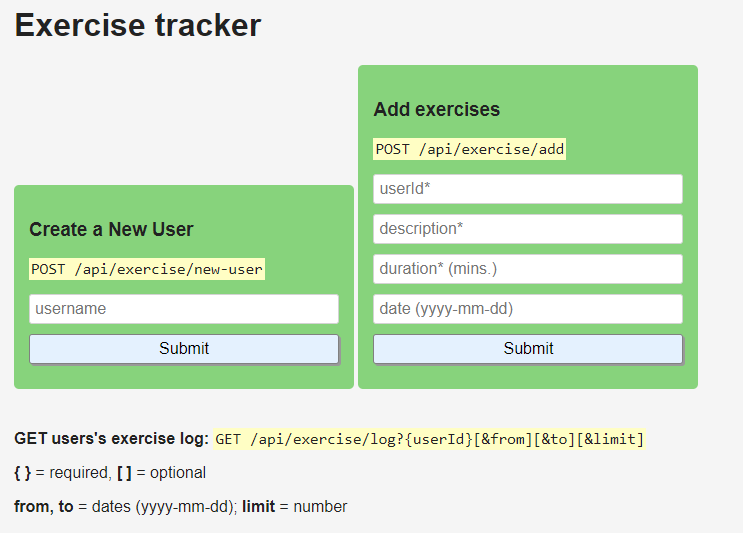 Exercise tracker
Create a New User
POST /api/exercise/new-user
username
Submit
Add exercises
POST /api/exercise/add
userId*
description*
duration* (mins.)
date (yyyy-mm-dd)
Submit
GET users's exercise log: GET /api/exercise/log?{userId}[&from][&to][&limit]
{ } = required, [ ] = optional
from, to = dates (yyyy-mm-dd); limit = number